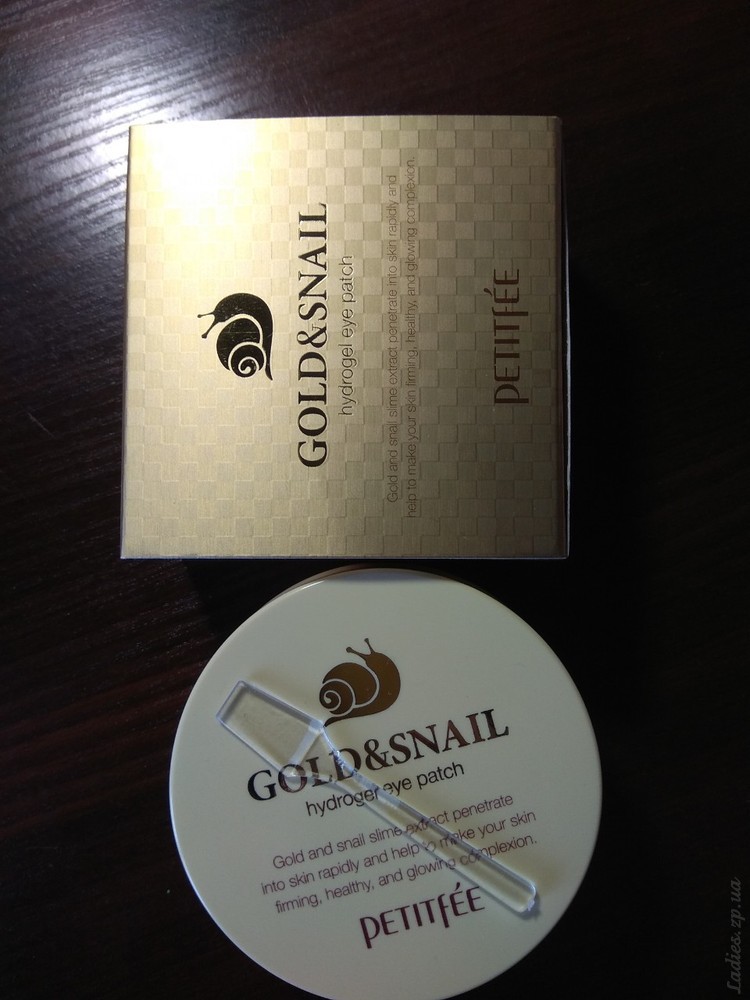 GOLD&SNAIL
hydrogel eye patch
Gold and snail slime extract penetrate into skin rapidly and
help to make your skin firming, healthy, and glowing complexion.
PETITFÉE
GOLD&SNAIL
hydrogel eye patch
Gold and snail slime extract penetrate
into skin rapidly and help to make your skin
firming, healthy, and glowing complexion.
PETITFÉE
Ladies.zp.ua